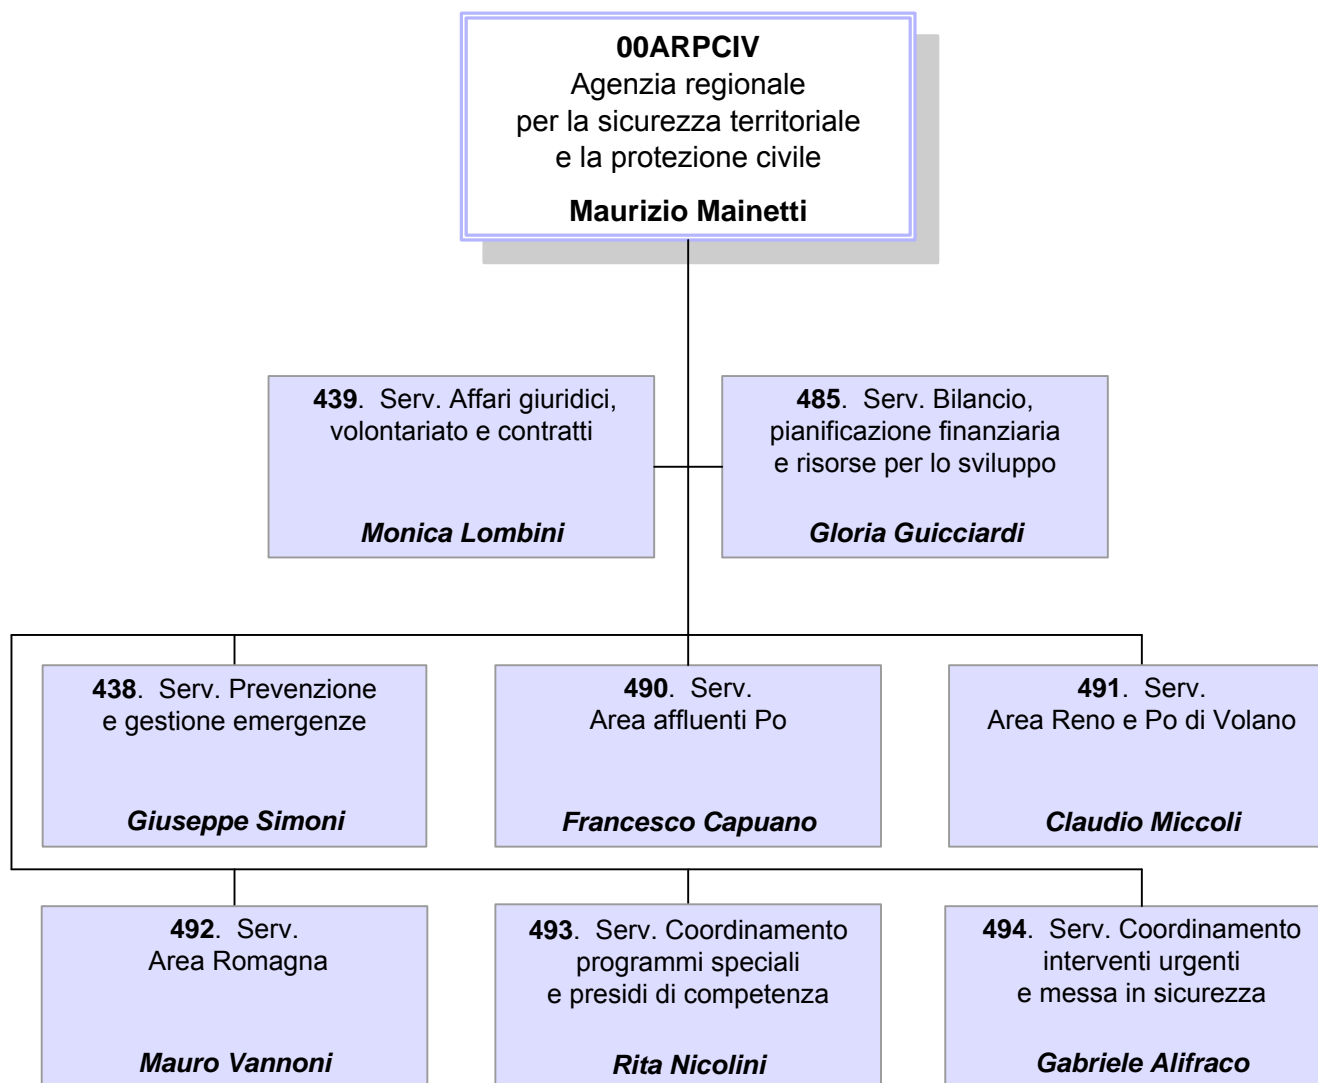 00ARPCIV
Agenzia regionale
per la sicurezza territoriale
e la protezione civile
Maurizio Mainetti
439. Serv. Affari giuridici,
volontariato e contratti
Monica Lombini
485. Serv. Bilancio,
pianificazione finanziaria
e risorse per lo sviluppo
Gloria Guicciardi
438. Serv. Prevenzione
e gestione emergenze
Giuseppe Simoni
490. Serv.
Area affluenti Po
Francesco Capuano
491. Serv.
Area Reno e Po di Volano
Claudio Miccoli
492. Serv.
Area Romagna
Mauro Vannoni
493. Serv. Coordinamento
programmi speciali
e presidi di competenza
Rita Nicolini
494. Serv. Coordinamento
interventi urgenti
e messa in sicurezza
Gabriele Alifraco